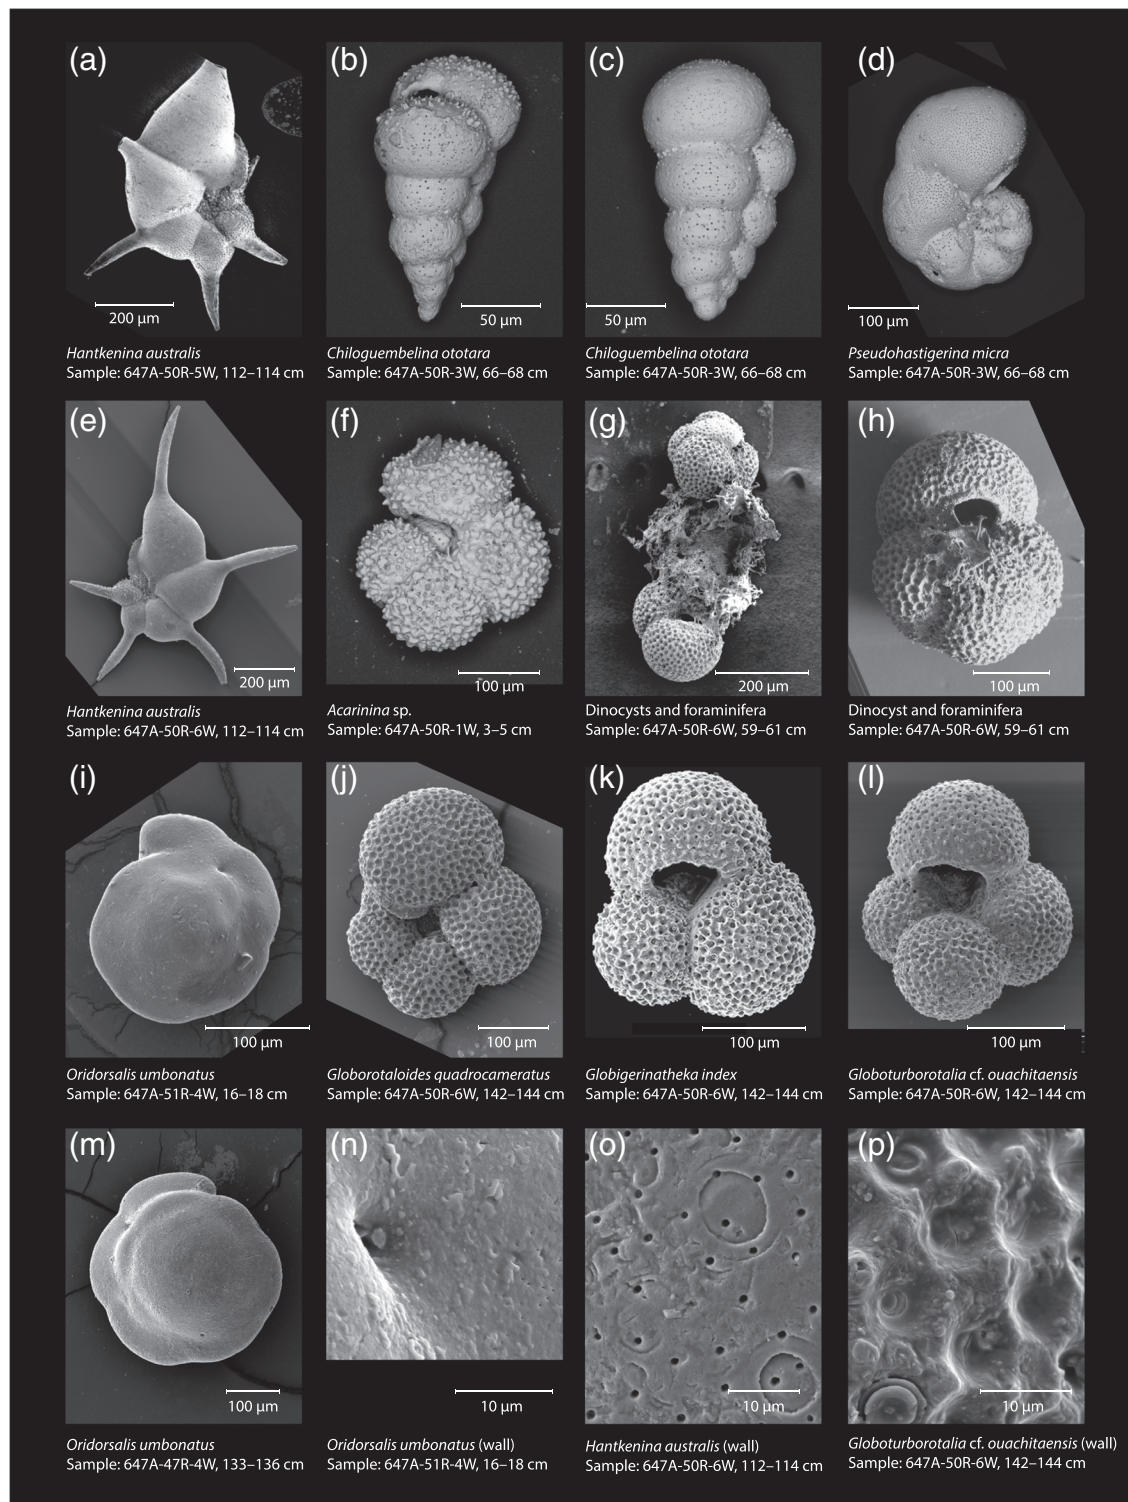 (a)
(b)
(c)
(d)
200 µm
50 µm
50 µm
100 µm
Hantkenina australis
Sample: 647A-50R-5W, 112–114 cm
Chiloguembelina ototara
Sample: 647A-50R-3W, 66–68 cm
Chiloguembelina ototara
Sample: 647A-50R-3W, 66–68 cm
Pseudohastigerina micra
Sample: 647A-50R-3W, 66–68 cm
(e)
(f)
(g)
(h)
200 µm
100 µm
200 µm
100 µm
Hantkenina australis
Sample: 647A-50R-6W, 112–114 cm
Acarinina sp.
Sample: 647A-50R-1W, 3–5 cm
Dinocysts and foraminifera
Sample: 647A-50R-6W, 59–61 cm
Dinocyst and foraminifera
Sample: 647A-50R-6W, 59–61 cm
(i)
(j)
(k)
(l)
100 µm
100 µm
100 µm
100 µm
Oridorsalis umbonatus
Sample: 647A-51R-4W, 16–18 cm
Globorotaloides quadrocameratus
Sample: 647A-50R-6W, 142–144 cm
Globigerinatheka index
Sample: 647A-50R-6W, 142–144 cm
Globoturborotalia cf. ouachitaensis
Sample: 647A-50R-6W, 142–144 cm
(m)
(n)
(o)
(p)
100 µm
10 µm
10 µm
10 µm
Oridorsalis umbonatus
Sample: 647A-47R-4W, 133–136 cm
Oridorsalis umbonatus (wall)
Sample: 647A-51R-4W, 16–18 cm
Hantkenina australis (wall)
Sample: 647A-50R-6W, 112–114 cm
Globoturborotalia cf. ouachitaensis (wall)
Sample: 647A-50R-6W, 142–144 cm